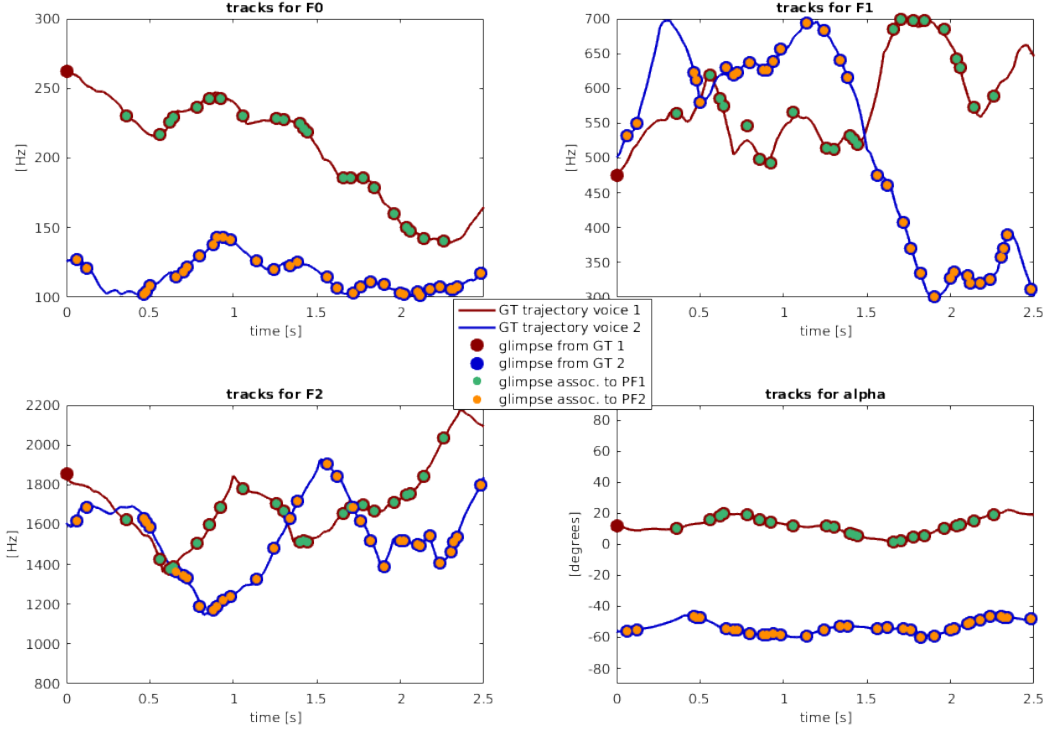 tracks for F0
300
250
200
150
100
[Hz]
0 0.5 1 1.5 2 2.5
time [s]
tracks for F1
700
650
600
550
500
450
400
350
300
[Hz]
0.5 1 1.5 2 2.5
time [s]
GT trajectory voice 1
GT trajectory voice 2
glimpse from GT 1
glimpse from GT 2
glimpse assoc. to PF1
glimpse assoc. to PF2
tracks for F2
2200
2000
1800
1600
1400
1200
1000
800
[Hz]
0 0.5 1 1.5 2 2.5
time [s]
tracks for alpha
80
60
40
20
0
-20
-40
-60
-80
[degrees]
0 0.5 1 1.5 2 2.5
time [s]